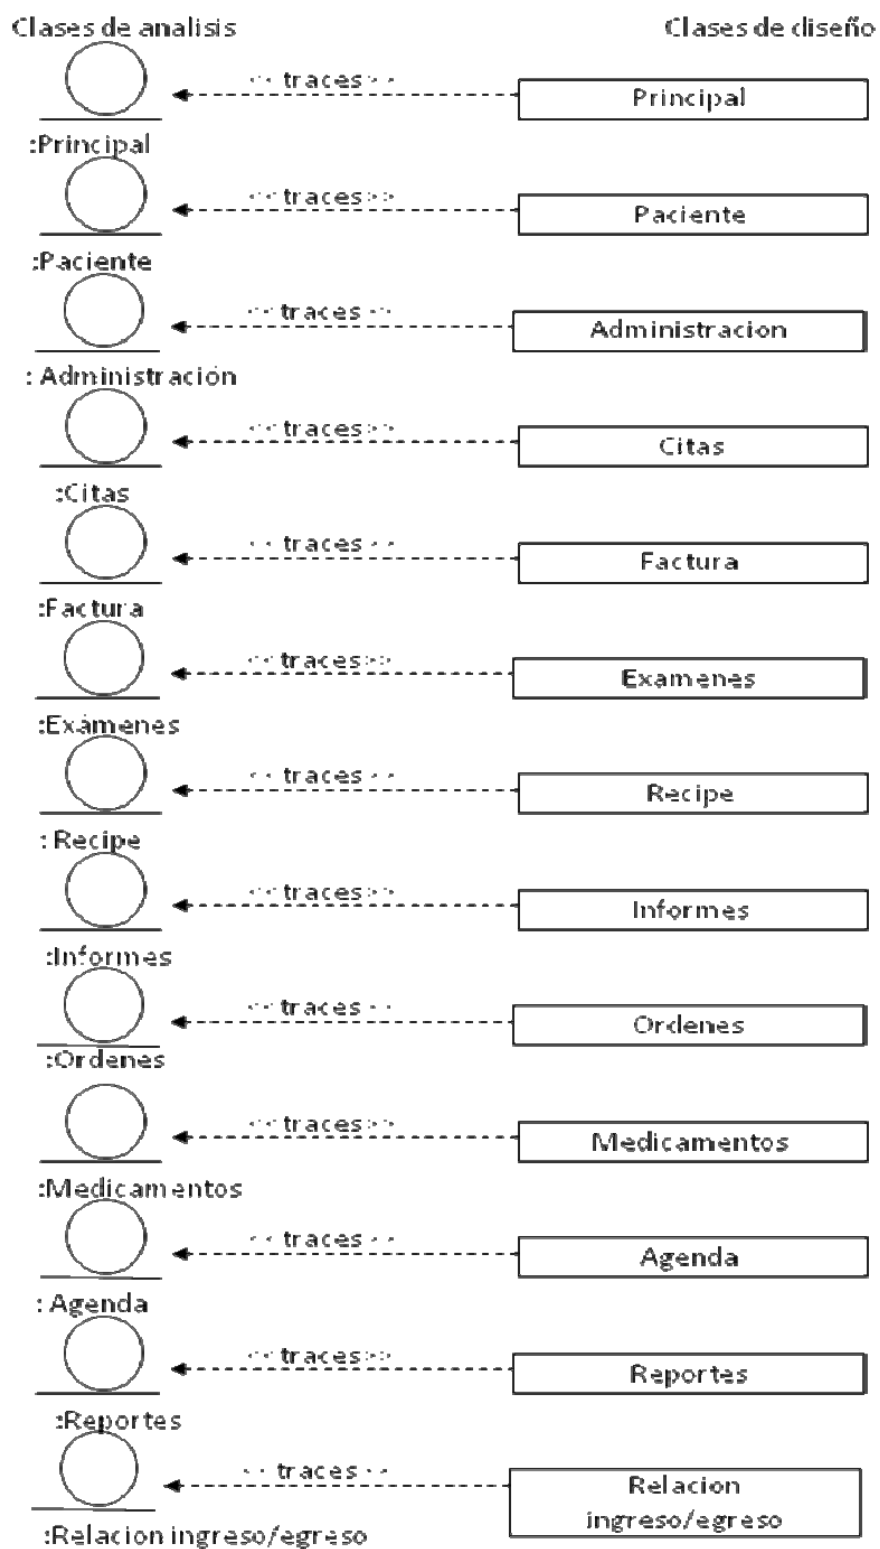 Clases de analisis Clases de diseño
<< traces >>
Principal
:Principal
<< traces >>
Paciente
:Paciente
<< traces >>
Administracion
: Administración
<< traces >>
Citas
:Citas
<< traces >>
Factura
:Factura
<< traces >>
Examenes
:Exámenes
<< traces >>
Recipe
: Recipe
<< traces >>
Informes
:Informes
<< traces >>
Ordenes
:Ordenes
<< traces >>
Medicamentos
:Medicamentos
<< traces >>
Agenda
: Agenda
<< traces >>
Reportes
:Reportes
<< traces >>
Relacion
ingreso/egreso
:Relacion ingreso/egreso